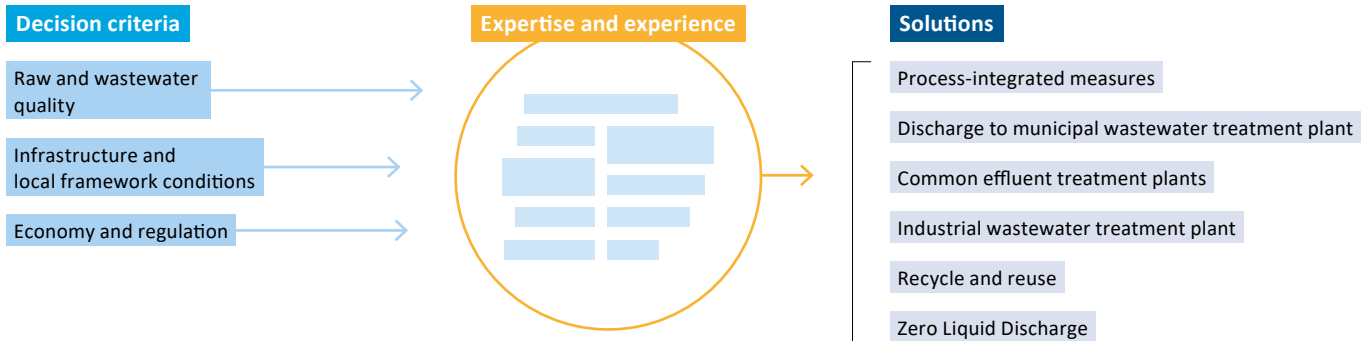 Decision criteria
Raw and wastewater
quality
Infrastructure and
local framework conditions
Economy and regulation
Expertise and experience
Solutions
Process-integrated measures
Discharge to municipal wastewater treatment plant
Common effluent treatment plants
Industrial wastewater treatment plant
Recycle and reuse
Zero Liquid Discharge